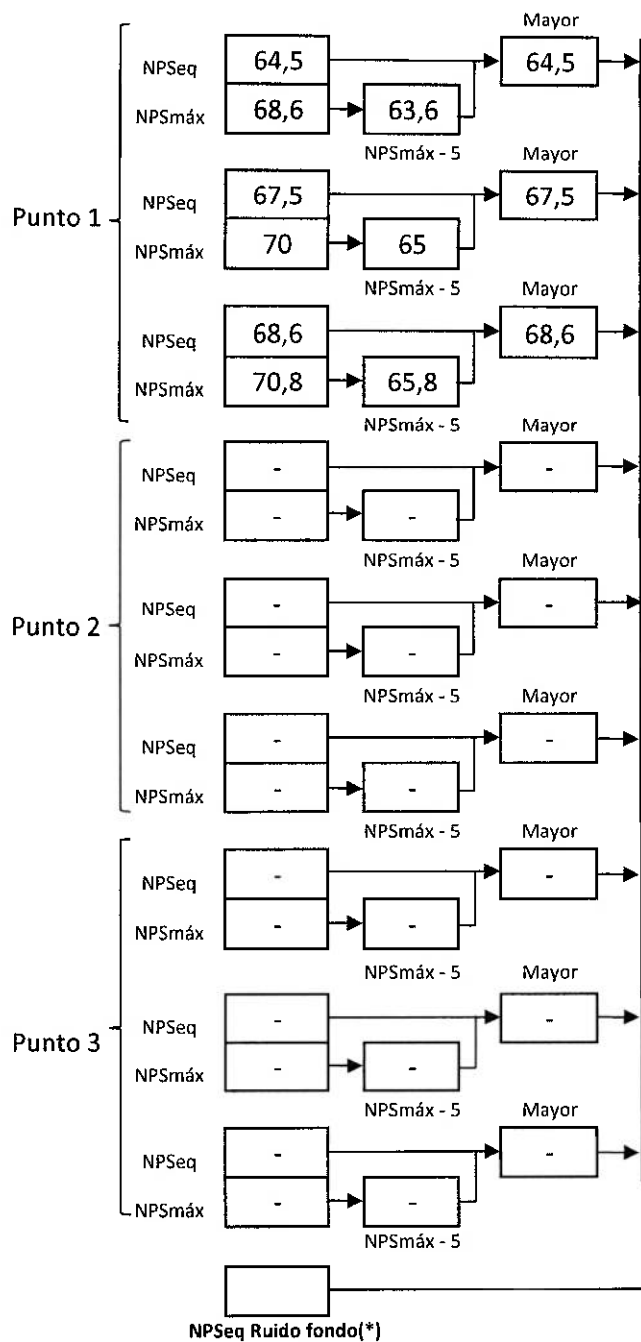 Mayor
NPSeq 64,5 64,5
NPSmáx 68,6 63,6
NPSmáx - 5
Mayor
NPSeq 67,5 67,5
Punto 1
NPSmáx 70 65
NPSmáx - 5
Mayor
NPSeq 68,6 68,6
NPSmáx 70,8 65,8
NPSmáx - 5
Mayor
NPSeq - -
NPSmáx - -
NPSmáx - 5
Mayor
NPSeq - -
Punto 2
NPSmáx - -
NPSmáx - 5
Mayor
NPSeq - -
NPSmáx - -
NPSmáx - 5
Mayor
NPSeq - -
NPSmáx - -
NPSmáx - 5
Mayor
NPSeq - -
Punto 3
NPSmáx - -
NPSmáx - 5
Mayor
NPSeq - -
NPSmáx - -
NPSmáx - 5
NPSeq Ruido fondo(*)